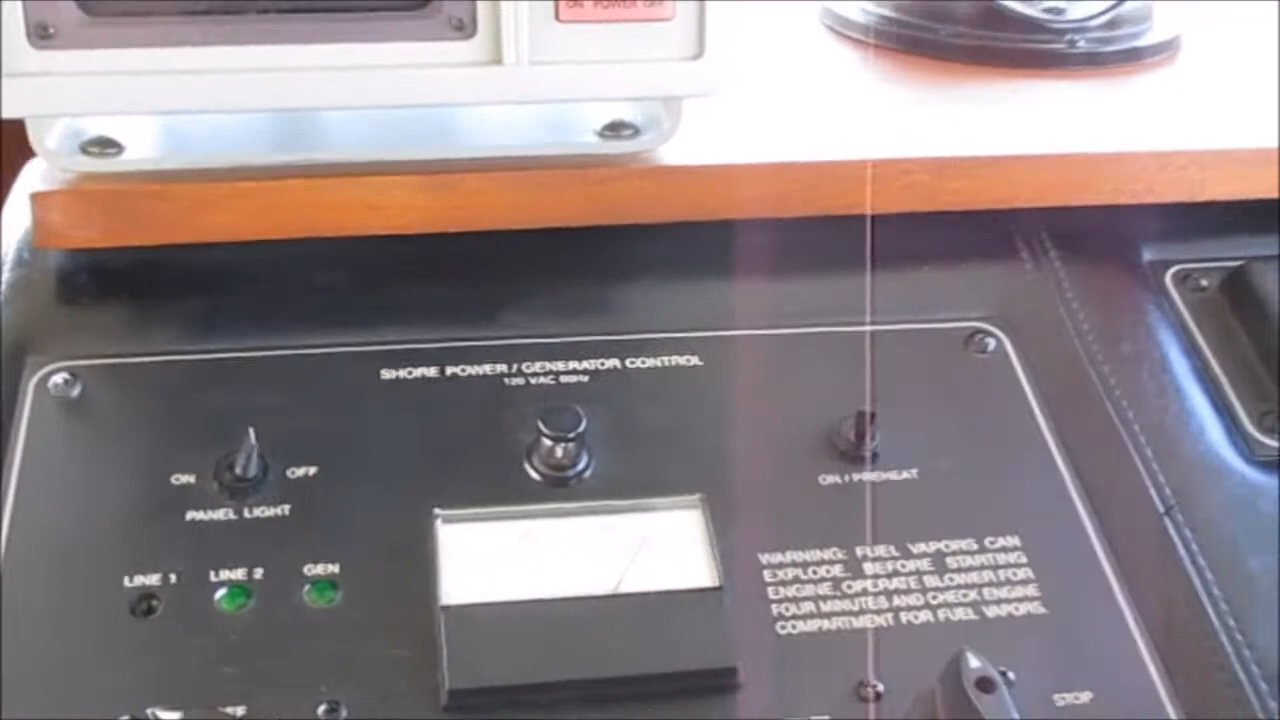 ON POWER OFF
SHORE POWER / GENERATOR CONTROL
120 VAC 60Hz
ON OFF
PANEL LIGHT
ON / PREHEAT
LINE 1 LINE 2 GEN
WARNING: FUEL VAPORS CAN
EXPLODE. BEFORE STARTING
ENGINE, OPERATE BLOWER FOR
FOUR MINUTES AND CHECK ENGINE
COMPARTMENT FOR FUEL VAPORS.
STOP